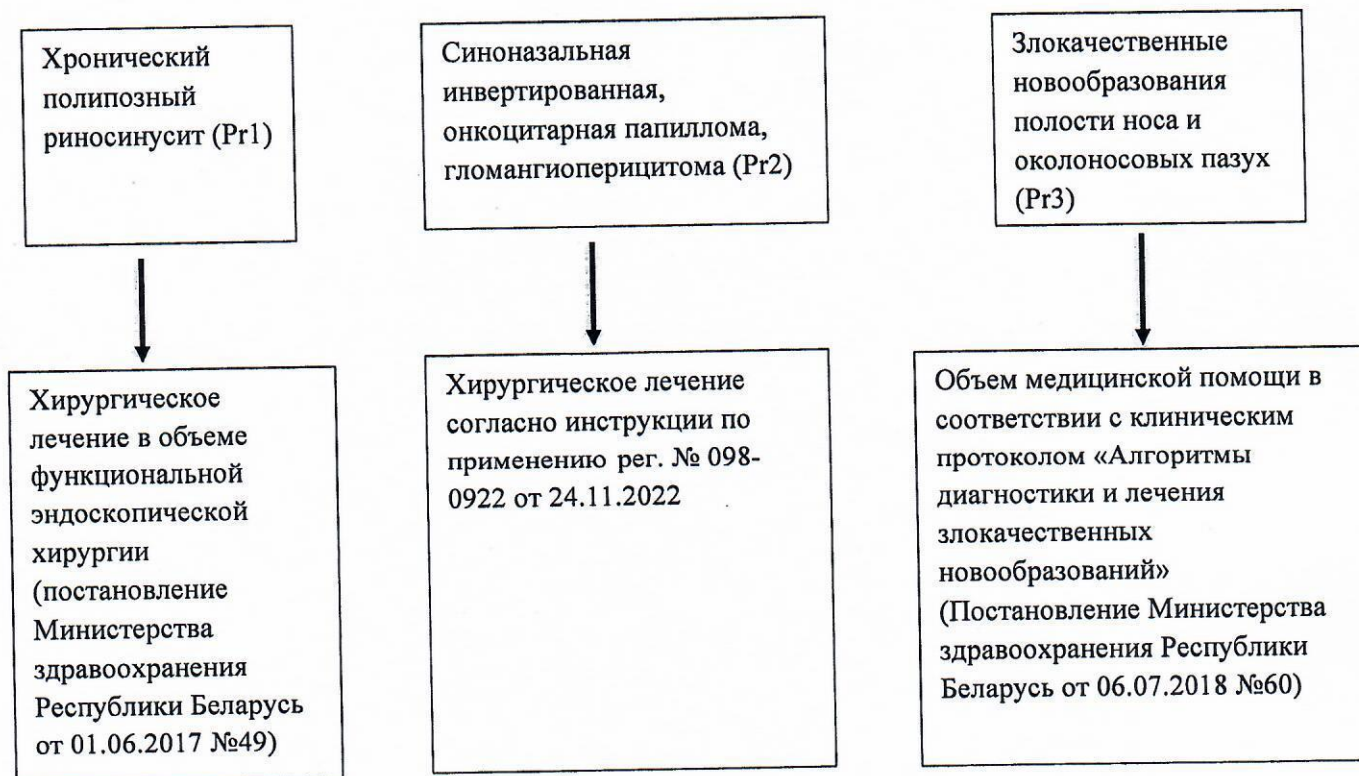 Хронический
полипозный
риносинусит (Pr1)
Синоназальная
инвертированная,
онкоцитарная папиллома,
гломангиоперицитома (Pr2)
Злокачественные
новообразования
полости носа и
околоносовых пазух
(Pr3)
Хирургическое
лечение в объеме
функциональной
эндоскопической
хирургии
(постановление
Министерства
здравоохранения
Республики Беларусь
от 01.06.2017 №49)
Хирургическое лечение
согласно инструкции по
применению рег. № 098-
0922 от 24.11.2022
Объем медицинской помощи в
соответствии с клиническим
протоколом «Алгоритмы
диагностики и лечения
злокачественных
новообразований»
(Постановление Министерства
здравоохранения Республики
Беларусь от 06.07.2018 №60)